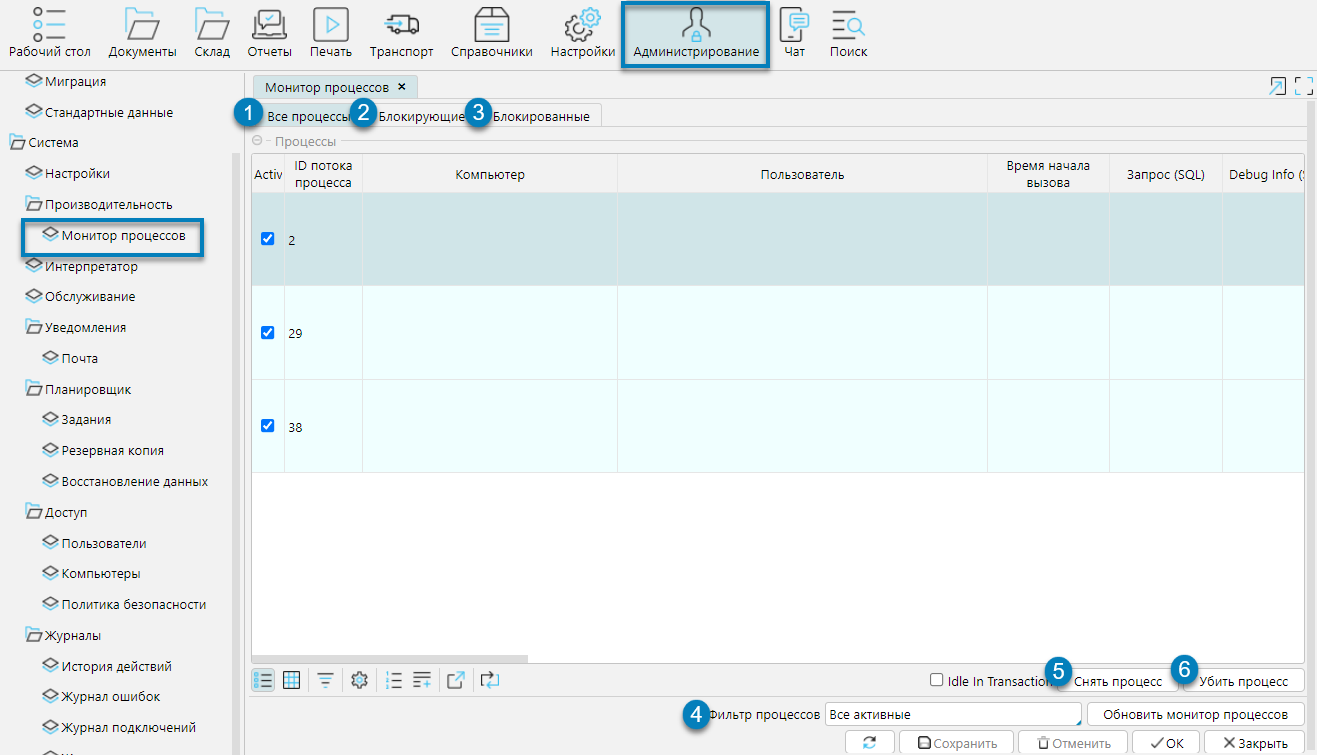 Рабочий стол Документы Склад Отчеты Печать Транспорт Справочники Настройки Администрирование Чат Поиск
Миграция
Стандартные данные
Система
Настройки
Производительность
Монитор процессов
Интерпретатор
Обслуживание
Уведомления
Почта
Планировщик
Задания
Резервная копия
Восстановление данных
Доступ
Пользователи
Компьютеры
Политика безопасности
Журналы
История действий
Журнал ошибок
Журнал подключений
Монитор процессов
1 Все процессы 2 Блокирующие 3 Блокированные
Процессы
Activ ID потока процесса Компьютер Пользователь Время начала вызова Запрос (SQL) Debug Info (
2
29
38
Idle In Transaction 5 Снять процесс 6 Убить процесс
4 Фильтр процессов Все активные Обновить монитор процессов
Сохранить Отменить OK Закрыть